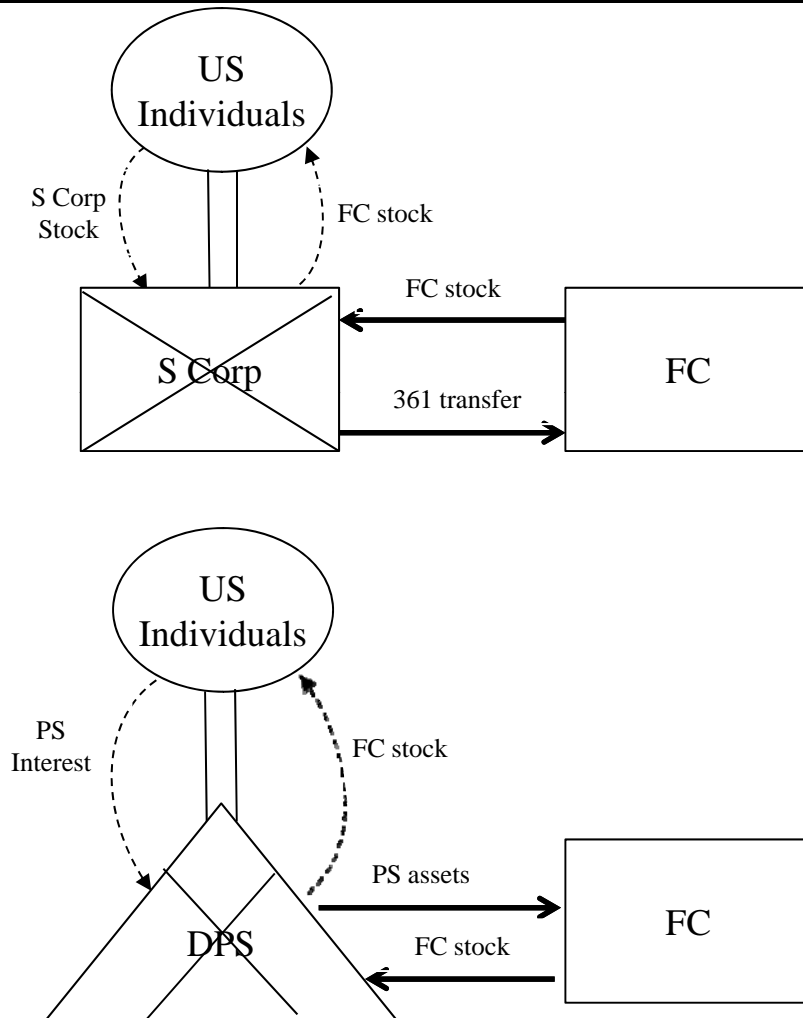 US
Individuals
S Corp
Stock
FC stock
FC stock
S Corp
361 transfer
FC
US
Individuals
PS
Interest
FC stock
PS assets
DPS
FC stock
FC